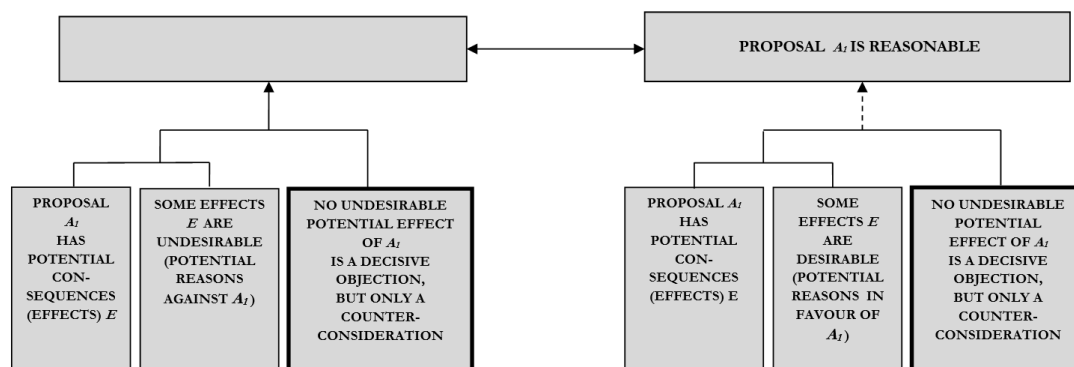 PROPOSAL A1 IS REASONABLE
PROPOSAL
A1
HAS
POTENTIAL
CON-
SEQUENCES
(EFFECTS) E
SOME EFFECTS
E ARE
UNDESIRABLE
(POTENTIAL
REASONS
AGAINST A1)
NO UNDESIRABLE
POTENTIAL EFFECT
OF A1
IS A DECISIVE
OBJECTION,
BUT ONLY A
COUNTER-
CONSIDERATION
PROPOSAL A1
HAS
POTENTIAL
CON-
SEQUENCES
(EFFECTS) E
SOME
EFFECTS E
ARE
DESIRABLE
(POTENTIAL
REASONS IN
FAVOUR OF
A1)
NO UNDESIRABLE
POTENTIAL
EFFECT OF A1
IS A DECISIVE
OBJECTION,
BUT ONLY A
COUNTER-
CONSIDERATION